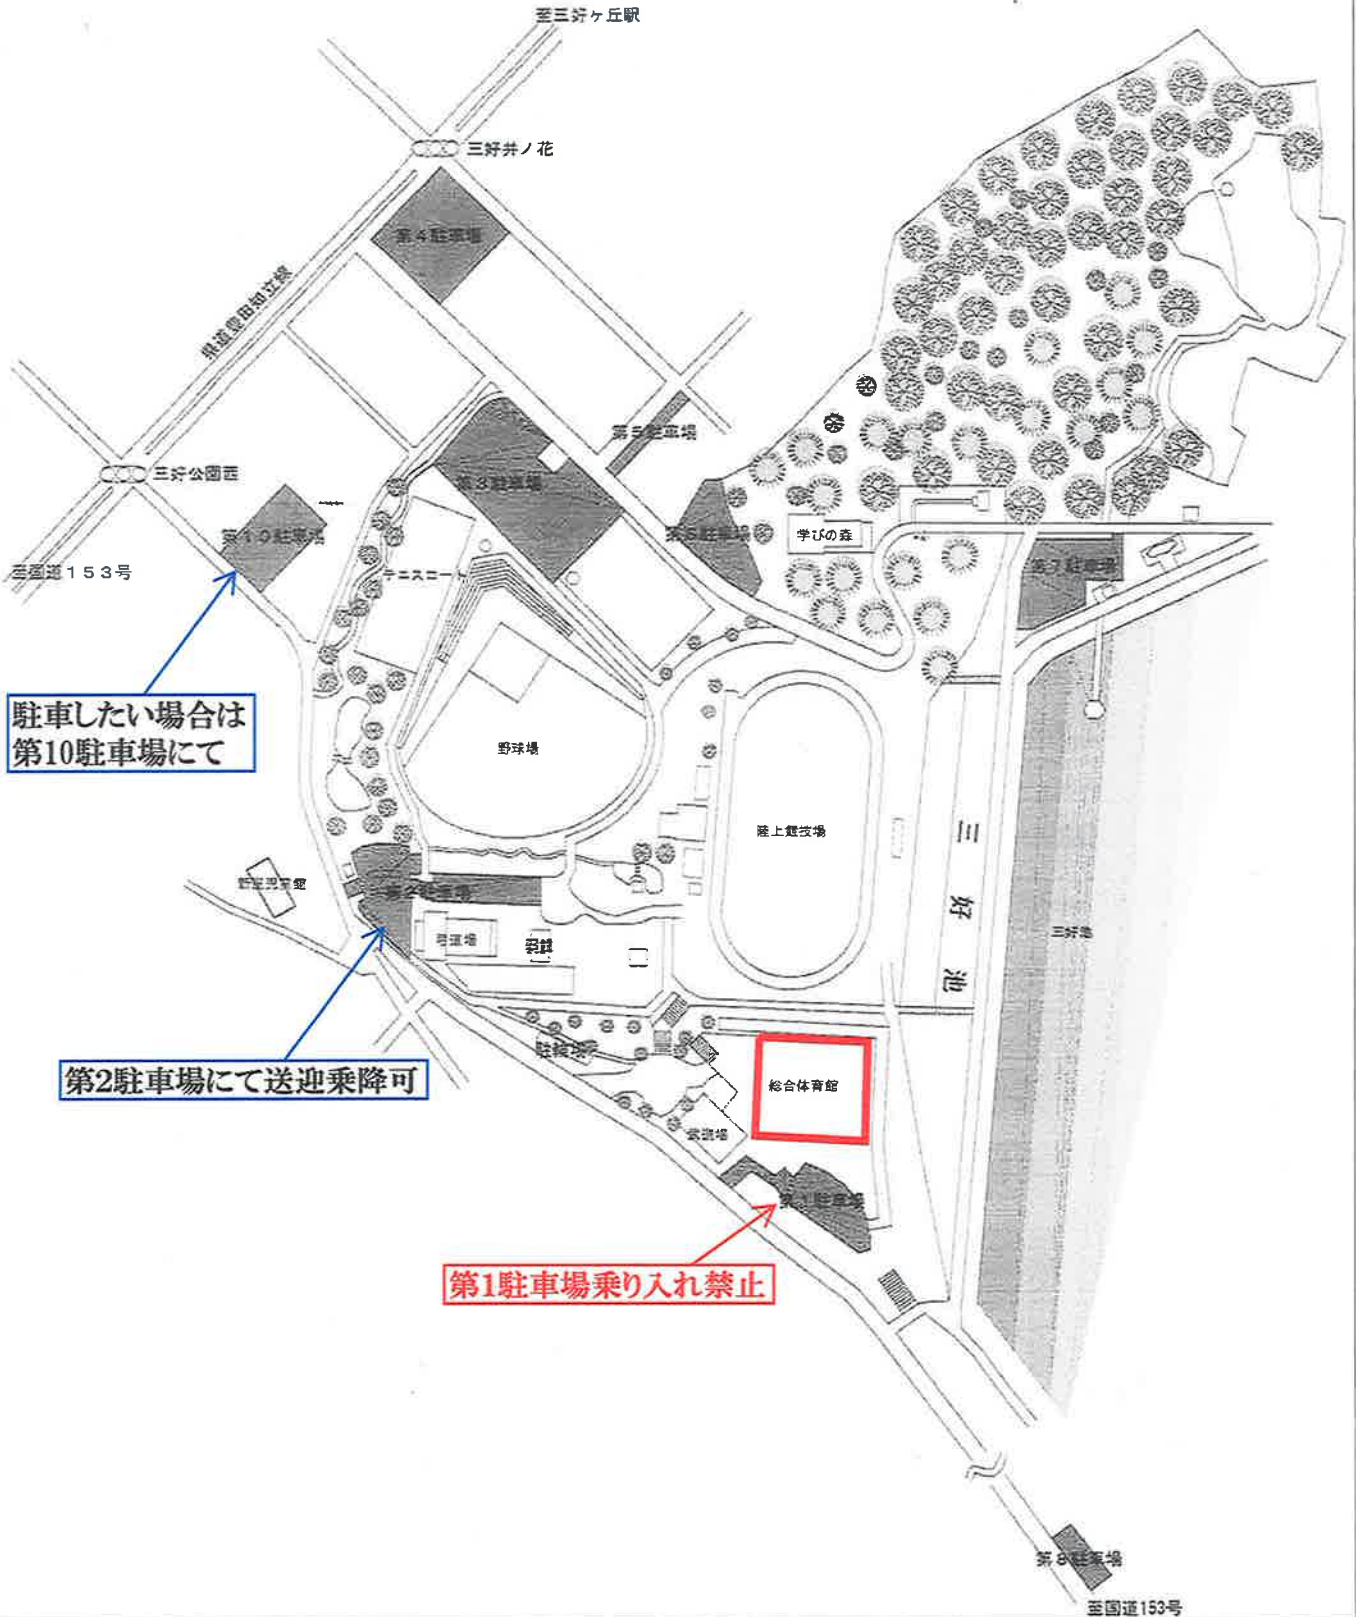 至三好ヶ丘駅
三好井ノ花
第4駐車場
県道豊田知立線
第5駐車場
三好公園西
第3駐車場
第10駐車場
学びの森
第7駐車場
至国道153号
テニスコート
駐車したい場合は
第10駐車場にて
野球場
陸上競技場
三好池
三好池
第2駐車場
弓道場
駐輪場
第2駐車場にて送迎乗降可
総合体育館
武道場
第1駐車場
第1駐車場乗り入れ禁止
第8駐車場
至国道153号